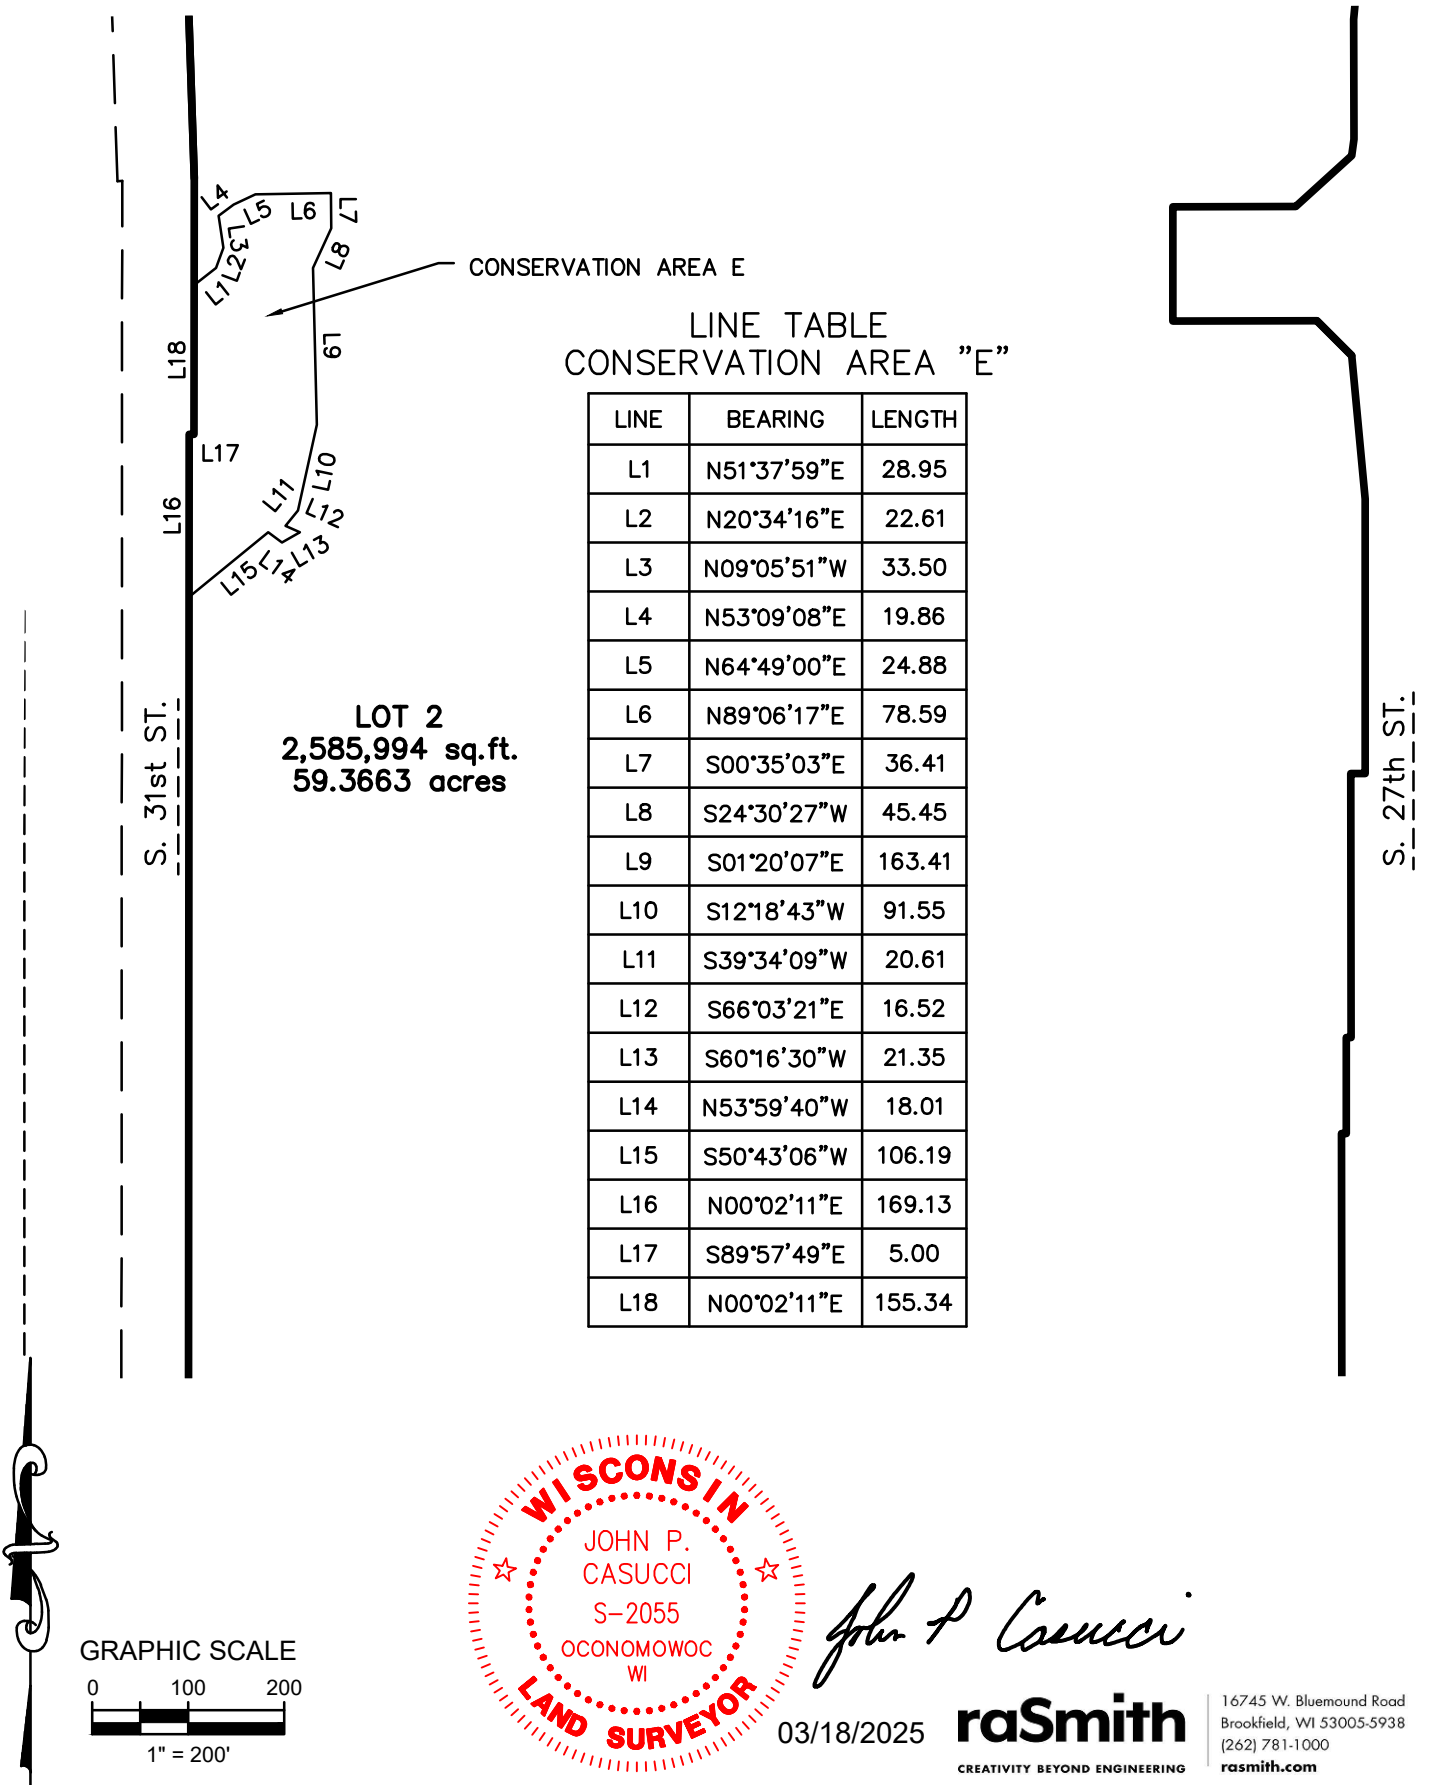 L4
L5
L6
L7
L3
L2
L1
L8
CONSERVATION AREA E
L9
L18
L17
L10
L11
L12
L16
L13
L14
L15
LINE TABLE
CONSERVATION AREA "E"
LINE BEARING LENGTH
L1 N51°37'59"E 28.95
L2 N20°34'16"E 22.61
L3 N09°05'51"W 33.50
L4 N53°09'08"E 19.86
L5 N64°49'00"E 24.88
L6 N89°06'17"E 78.59
L7 S00°35'03"E 36.41
L8 S24°30'27"W 45.45
L9 S01°20'07"E 163.41
L10 S12°18'43"W 91.55
L11 S39°34'09"W 20.61
L12 S66°03'21"E 16.52
L13 S60°16'30"W 21.35
L14 N53°59'40"W 18.01
L15 S50°43'06"W 106.19
L16 N00°02'11"E 169.13
L17 S89°57'49"E 5.00
L18 N00°02'11"E 155.34
LOT 2
2,585,994 sq.ft.
59.3663 acres
S. 31st ST.
S. 27th ST.
GRAPHIC SCALE
0 100 200
1" = 200'
WISCONSIN
JOHN P.
CASUCCI
S-2055
OCONOMOWOC
WI
LAND SURVEYOR
John P Casucci
03/18/2025
raSmith
CREATIVITY BEYOND ENGINEERING
16745 W. Bluemound Road
Brookfield, WI 53005-5938
(262) 781-1000
rasmith.com